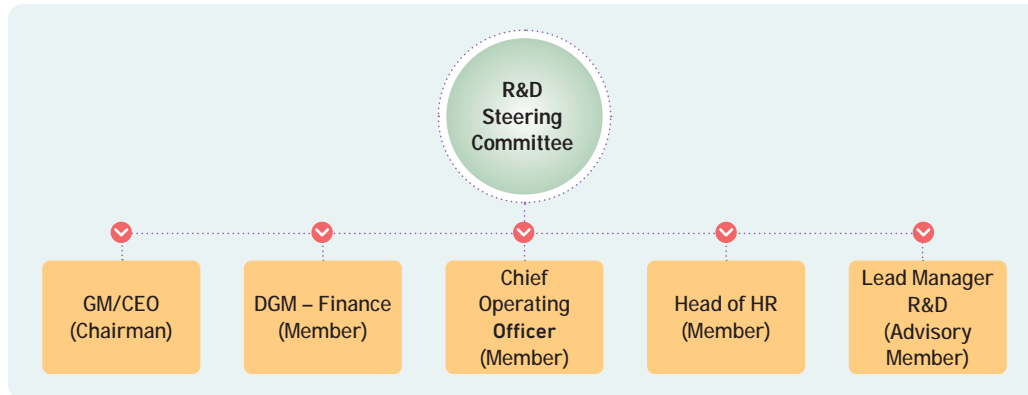 R&D
Steering
Committee
GM/CEO
(Chairman)
DGM – Finance
(Member)
Chief
Operating
Officer
(Member)
Head of HR
(Member)
Lead Manager
R&D
(Advisory
Member)